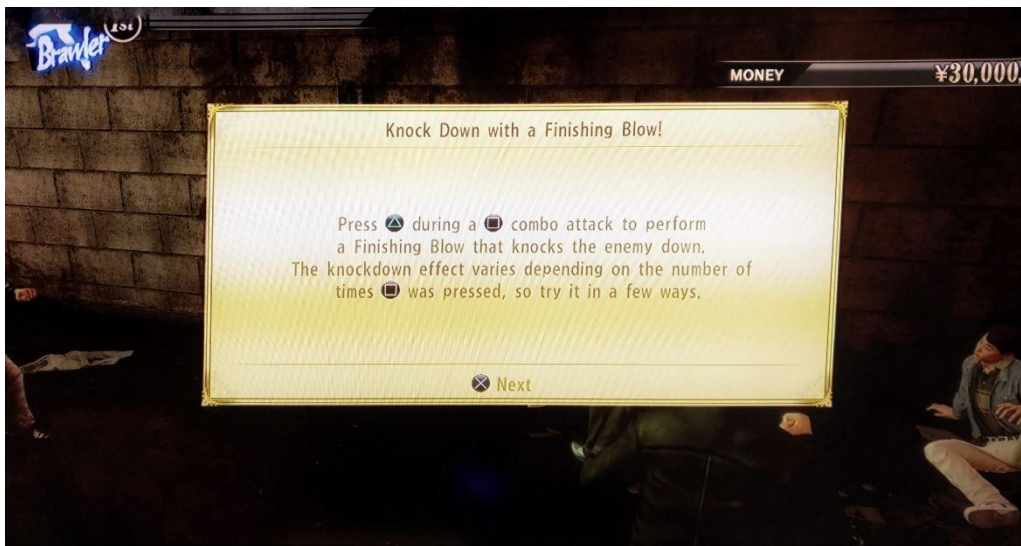 1st
Brawler
MONEY
¥30,000,
Knock Down with a Finishing Blow!
Press △ during a □ combo attack to perform
a Finishing Blow that knocks the enemy down.
The knockdown effect varies depending on the number of
times □ was pressed, so try it in a few ways.
✕ Next